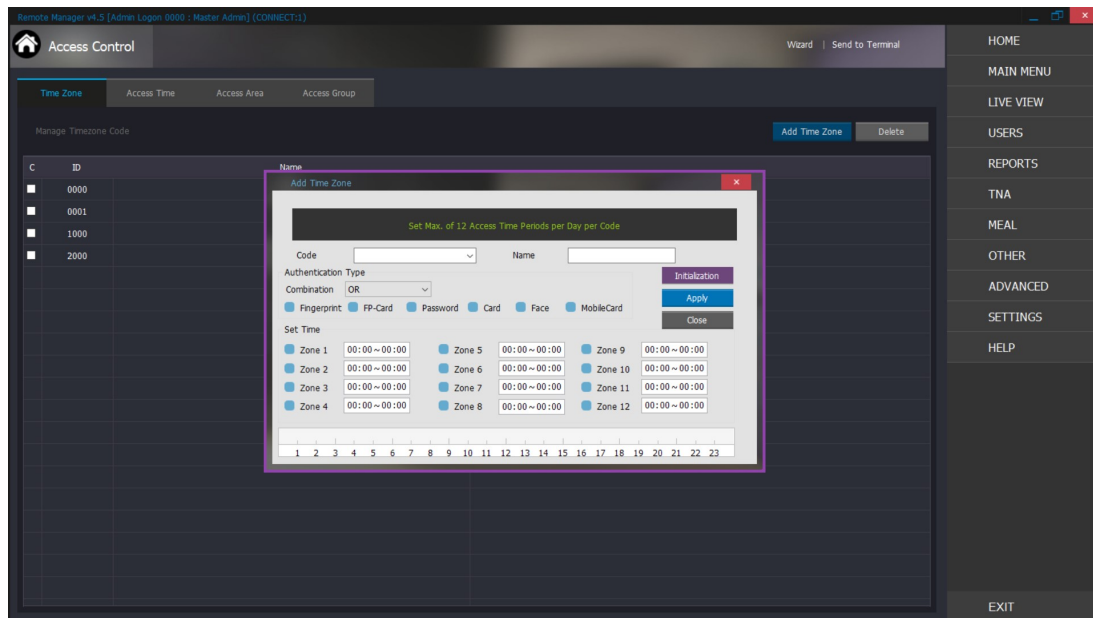 Remote Manager v4.5 [Admin Logon 0000 : Master Admin] (CONNECT:1)
Access Control
Wizard | Send to Terminal
Time Zone Access Time Access Area Access Group
Manage Timezone Code
Add Time Zone Delete
C ID Name
0000
0001
1000
2000
Add Time Zone
Set Max. of 12 Access Time Periods per Day per Code
Code Name
Authentication Type
Initialization
Combination OR
Apply
Fingerprint FP-Card Password Card Face MobileCard
Close
Set Time
Zone 1 00:00~00:00 Zone 5 00:00~00:00 Zone 9 00:00~00:00
Zone 2 00:00~00:00 Zone 6 00:00~00:00 Zone 10 00:00~00:00
Zone 3 00:00~00:00 Zone 7 00:00~00:00 Zone 11 00:00~00:00
Zone 4 00:00~00:00 Zone 8 00:00~00:00 Zone 12 00:00~00:00
1 2 3 4 5 6 7 8 9 10 11 12 13 14 15 16 17 18 19 20 21 22 23
HOME
MAIN MENU
LIVE VIEW
USERS
REPORTS
TNA
MEAL
OTHER
ADVANCED
SETTINGS
HELP
EXIT